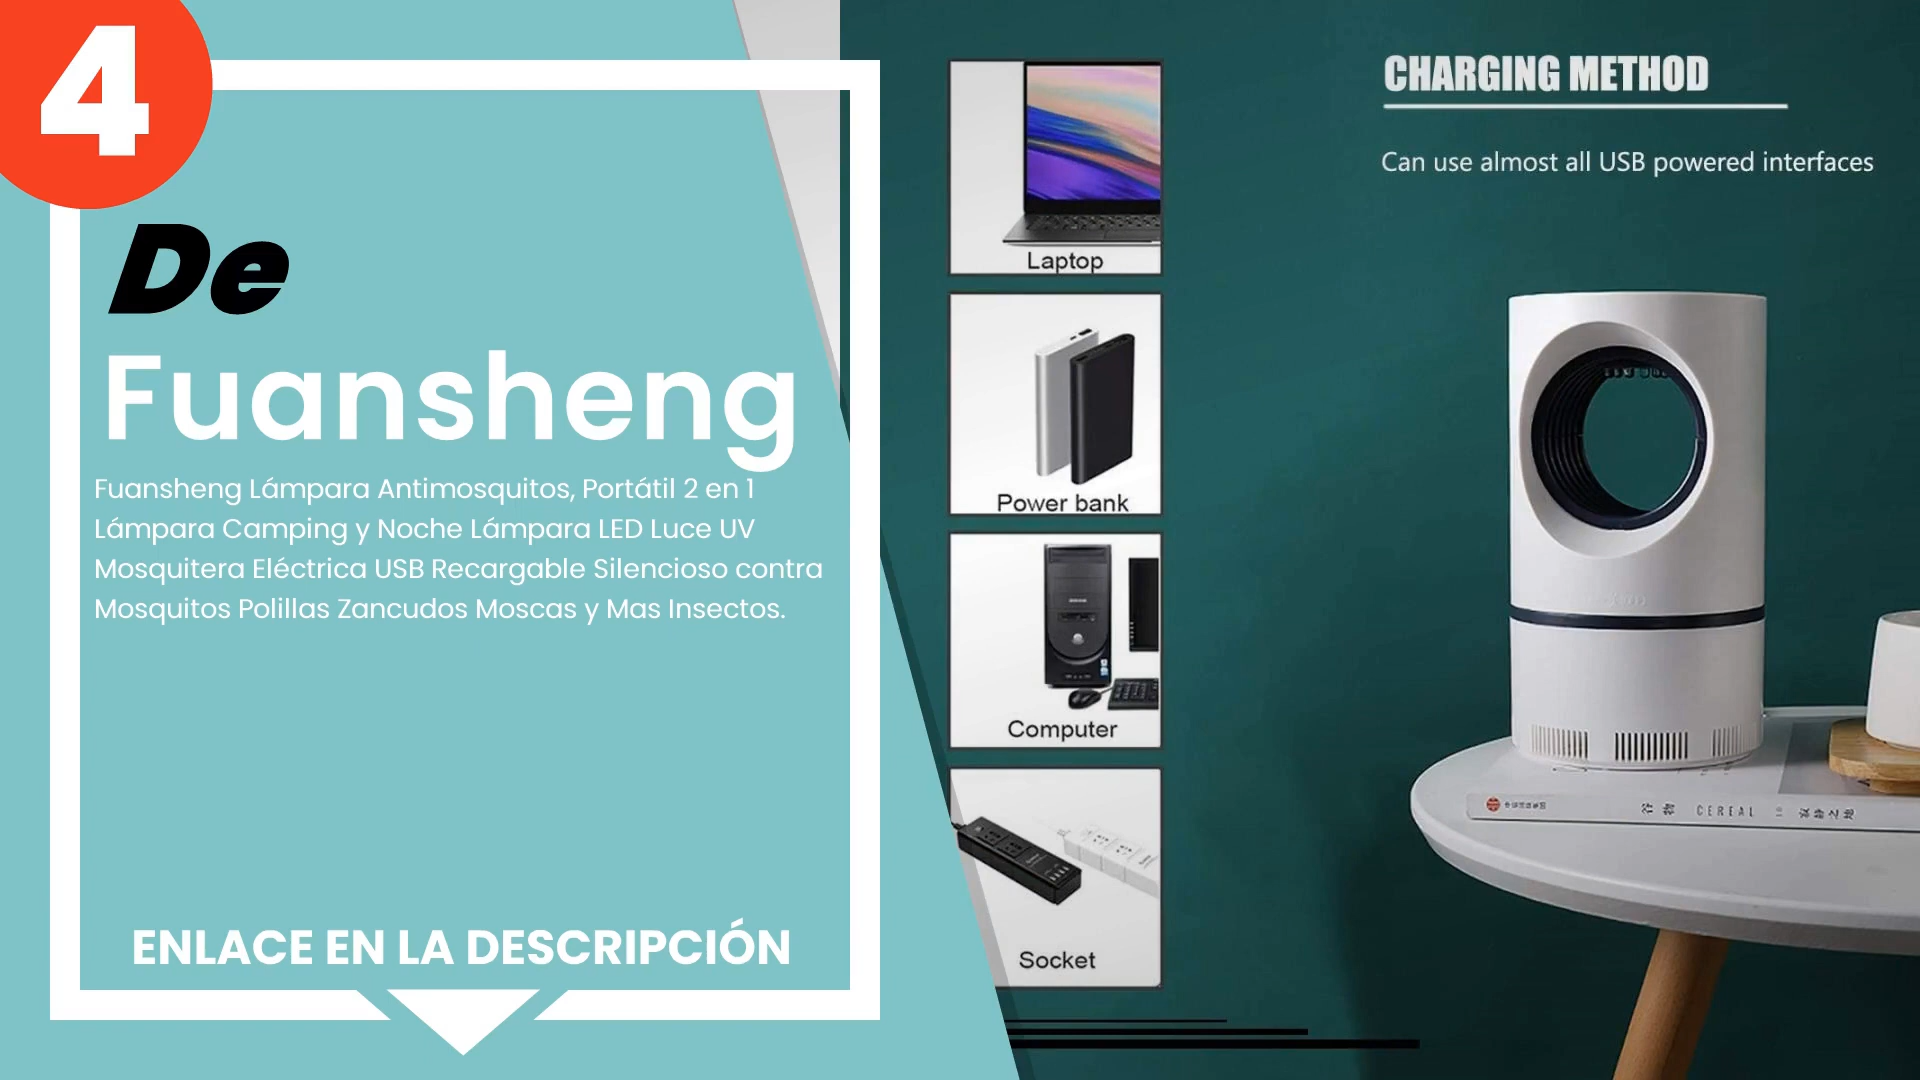 4
De
Fuansheng
Fuansheng Lámpara Antimosquitos, Portátil 2 en 1
Lámpara Camping y Noche Lámpara LED Luce UV
Mosquitera Eléctrica USB Recargable Silencioso contra
Mosquitos Polillas Zancudos Moscas y Mas Insectos.
ENLACE EN LA DESCRIPCIÓN
Laptop
Power bank
Computer
Socket
CHARGING METHOD
Can use almost all USB powered interfaces
CEREAL